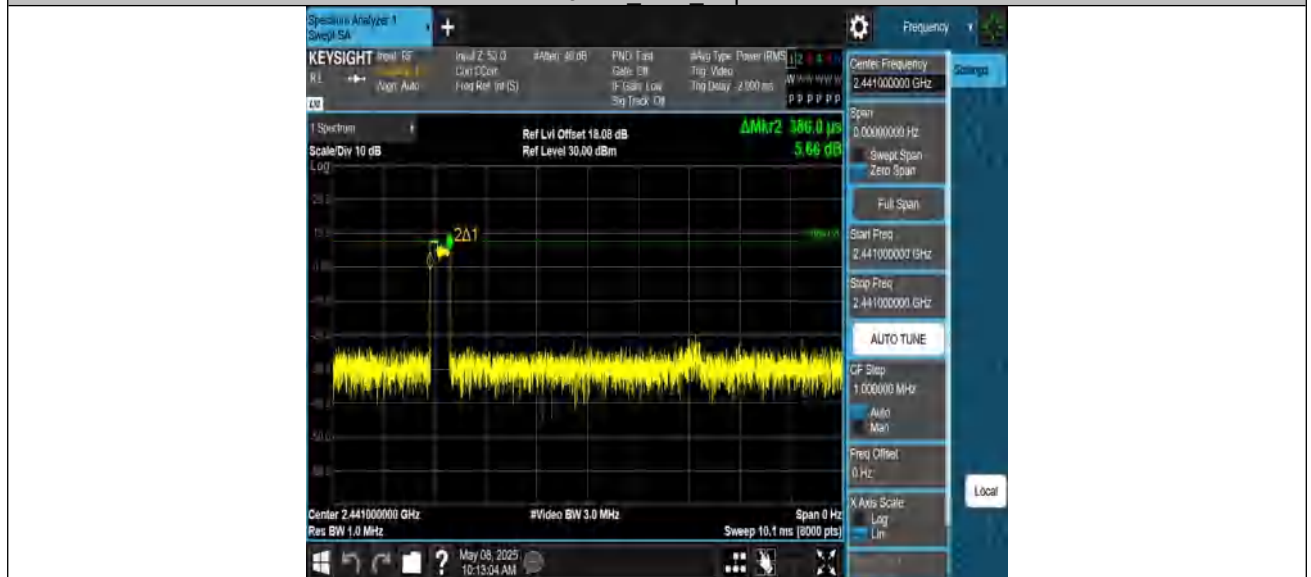 Spectrum Analyzer 1
Swept SA
+
Frequency
KEYSIGHT Input: RF
Input Z: 50 Ω
#Atten: 40 dB
PNO: Fast
#Avg Type: Power (RMS
Align: Auto
Corr CCorr
Freq Ref: Int (S)
Gate: Off
IF Gain: Low
Sig Track: Off
Trig: Video
Trig Delay: -2.000 ms
P P P P P P
1 Spectrum
Scale/Div 10 dB
Log
Ref Lvl Offset 18.08 dB
Ref Level 30.00 dBm
ΔMkr2 386.0 µs
5.66 dB
2Δ1
Center 2.441000000 GHz
Res BW 1.0 MHz
#Video BW 3.0 MHz
Span 0 Hz
Sweep 10.1 ms (8000 pts)
May 08, 2025
10:13:04 AM
?
Center Frequency
2.441000000 GHz
Settings
Span
0.00000000 Hz
Swept Span
Zero Span
Full Span
Start Freq
2.441000000 GHz
Stop Freq
2.441000000 GHz
AUTO TUNE
CF Step
1.000000 MHz
Auto
Man
Freq Offset
0 Hz
X Axis Scale
Log
Lin
Local